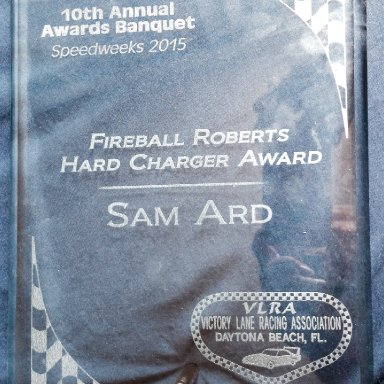 10th Annual
Awards Banquet
Speedweeks 2015
FIREBALL ROBERTS
HARD CHARGER AWARD
SAM ARD
VLRA
VICTORY LANE RACING ASSOCIATION
DAYTONA BEACH, FL.